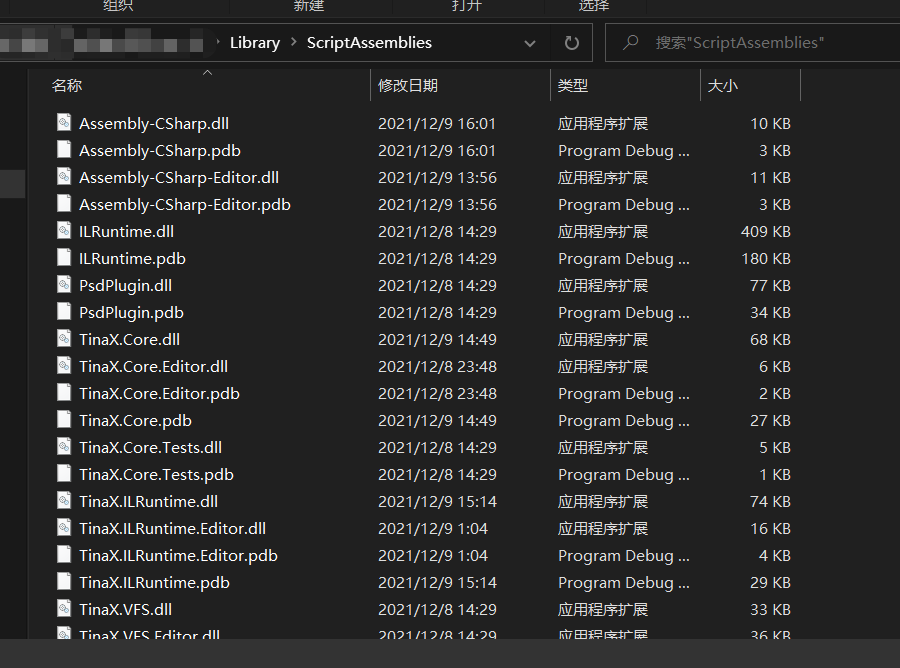 组织 新建 打开 选择
Library ScriptAssemblies 搜索"ScriptAssemblies"
名称 修改日期 类型 大小
Assembly-CSharp.dll 2021/12/9 16:01 应用程序扩展 10 KB
Assembly-CSharp.pdb 2021/12/9 16:01 Program Debug ... 3 KB
Assembly-CSharp-Editor.dll 2021/12/9 13:56 应用程序扩展 11 KB
Assembly-CSharp-Editor.pdb 2021/12/9 13:56 Program Debug ... 3 KB
ILRuntime.dll 2021/12/8 14:29 应用程序扩展 409 KB
ILRuntime.pdb 2021/12/8 14:29 Program Debug ... 180 KB
PsdPlugin.dll 2021/12/8 14:29 应用程序扩展 77 KB
PsdPlugin.pdb 2021/12/8 14:29 Program Debug ... 34 KB
TinaX.Core.dll 2021/12/9 14:49 应用程序扩展 68 KB
TinaX.Core.Editor.dll 2021/12/8 23:48 应用程序扩展 6 KB
TinaX.Core.Editor.pdb 2021/12/8 23:48 Program Debug ... 2 KB
TinaX.Core.pdb 2021/12/9 14:49 Program Debug ... 27 KB
TinaX.Core.Tests.dll 2021/12/8 14:29 应用程序扩展 5 KB
TinaX.Core.Tests.pdb 2021/12/8 14:29 Program Debug ... 1 KB
TinaX.ILRuntime.dll 2021/12/9 15:14 应用程序扩展 74 KB
TinaX.ILRuntime.Editor.dll 2021/12/9 1:04 应用程序扩展 16 KB
TinaX.ILRuntime.Editor.pdb 2021/12/9 1:04 Program Debug ... 4 KB
TinaX.ILRuntime.pdb 2021/12/9 15:14 Program Debug ... 29 KB
TinaX.VFS.dll 2021/12/8 14:29 应用程序扩展 33 KB
TinaX.VFS.Editor.dll 2021/12/8 14:29 应用程序扩展 36 KB